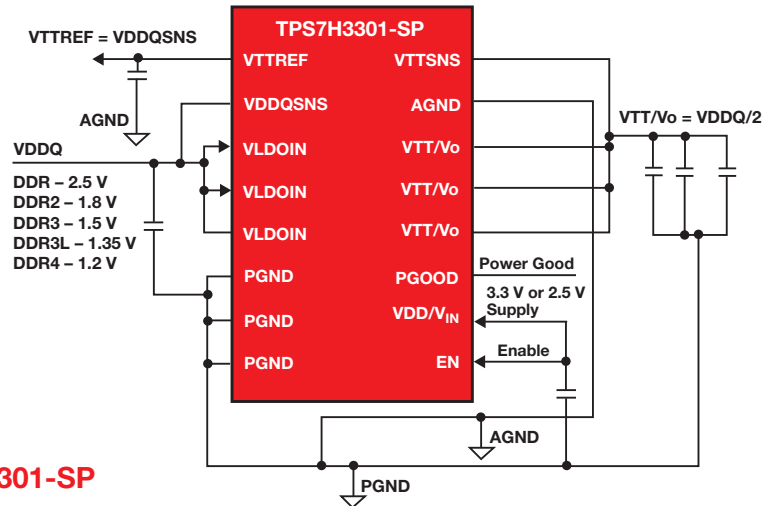 TPS7H3301-SP
VTTREF = VDDQSNS
VTTREF
VTTSNS
VDDQSNS
AGND
AGND
VTT/Vo = VDDQ/2
VDDQ
VLDOIN
VTT/Vo
DDR – 2.5 V
DDR2 – 1.8 V
DDR3 – 1.5 V
DDR3L – 1.35 V
DDR4 – 1.2 V
VLDOIN
VTT/Vo
VLDOIN
VTT/Vo
PGND
PGOOD
Power Good
3.3 V or 2.5 V
Supply
PGND
VDD/VIN
Enable
PGND
EN
AGND
301-SP
PGND